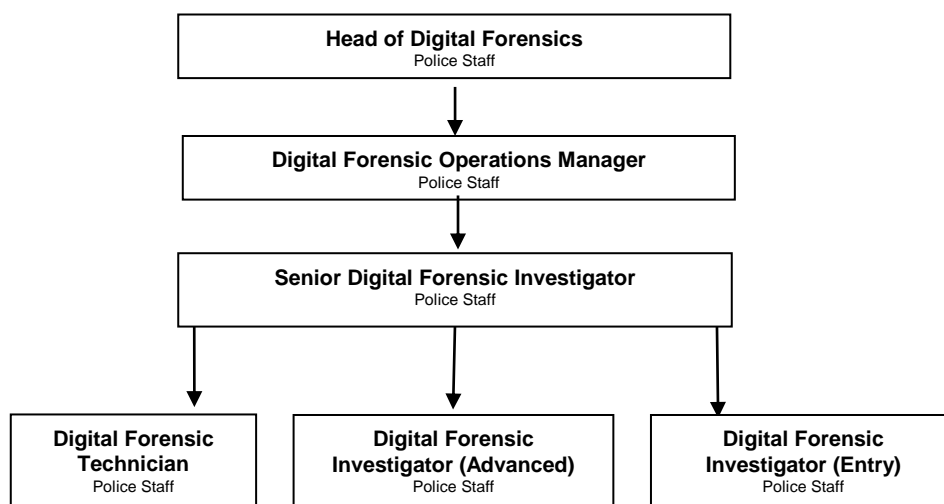 Head of Digital Forensics
Police Staff
Digital Forensic Operations Manager
Police Staff
Senior Digital Forensic Investigator
Police Staff
Digital Forensic
Technician
Police Staff
Digital Forensic
Investigator (Advanced)
Police Staff
Digital Forensic
Investigator (Entry)
Police Staff